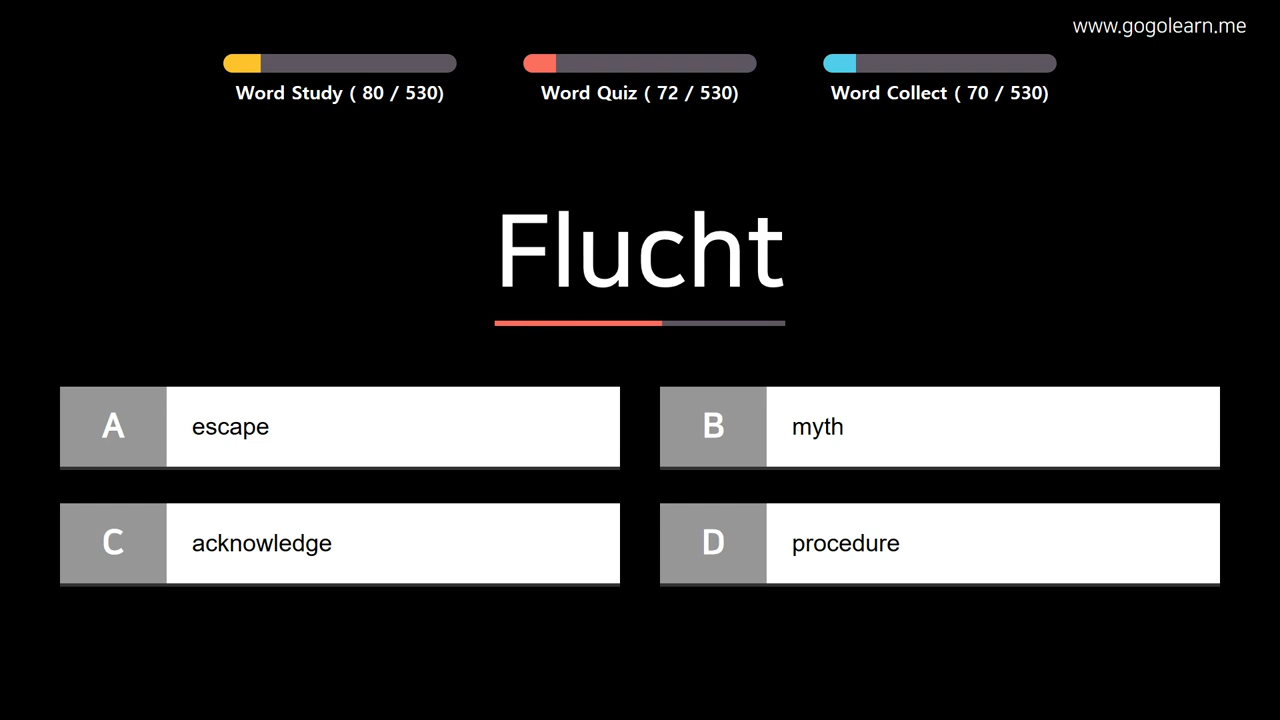 www.gogolearn.me
Word Study ( 80 / 530)
Word Quiz ( 72 / 530)
Word Collect ( 70 / 530)
Flucht
A escape
B myth
C acknowledge
D procedure